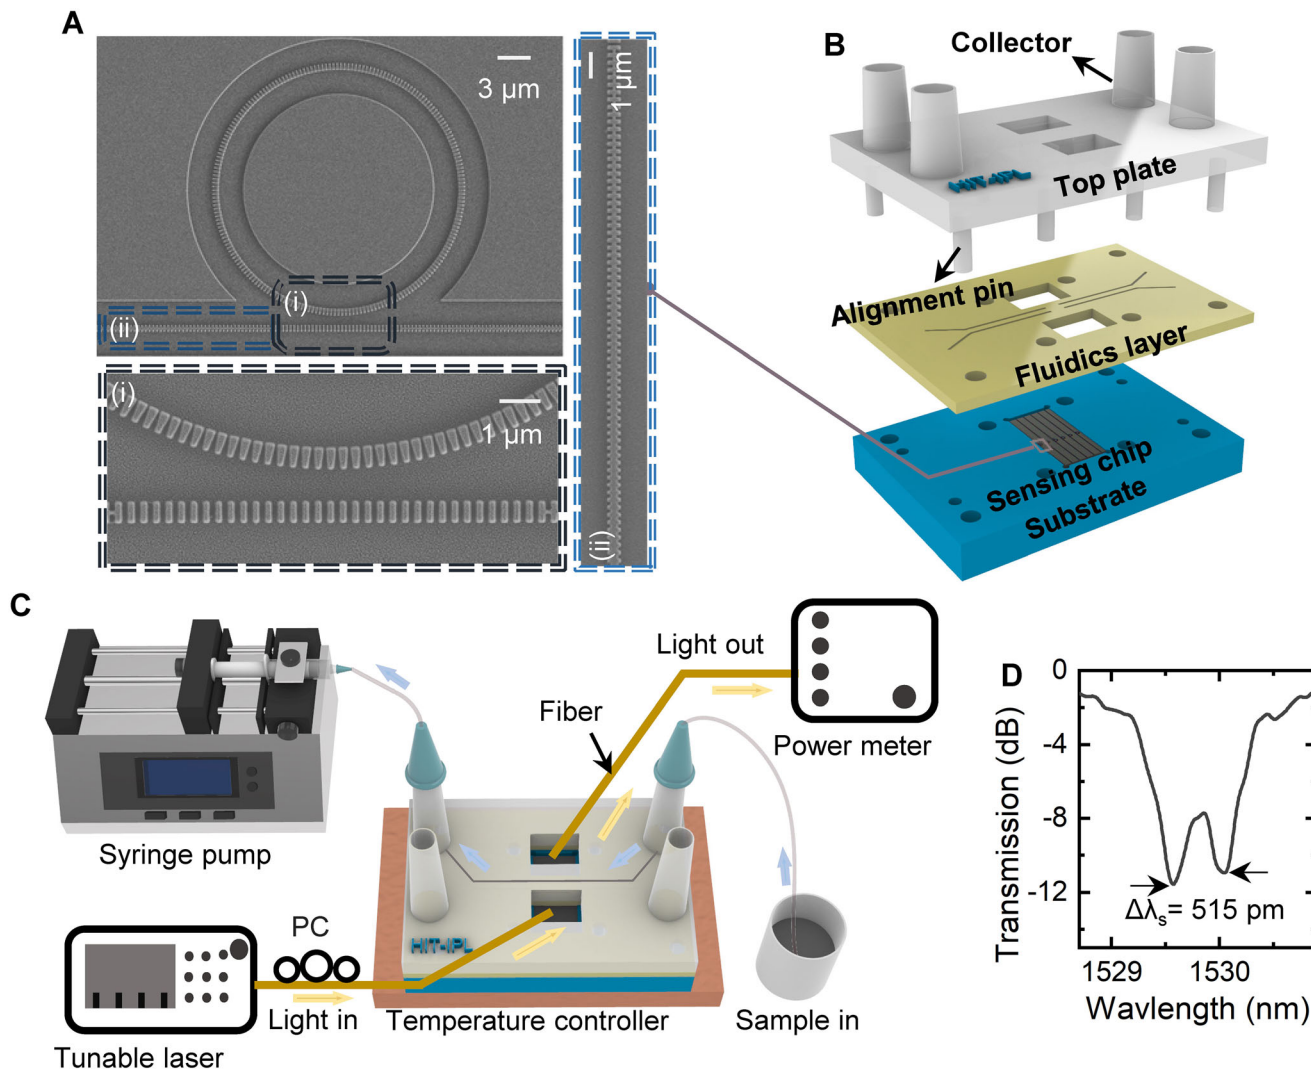 A
3 µm
(i)
(ii)
(i)
1 µm
1 µm
(ii)
B
Collector
HIT-IPL
Top plate
Alignment pin
Fluidics layer
Sensing chip
Substrate
C
Light out
Fiber
Power meter
Syringe pump
PC
HIT-IPL
Light in
Temperature controller
Sample in
Tunable laser
D
0
-4
-8
-12
Transmission (dB)
Δλs= 515 pm
1529
1530
Wavlength (nm)